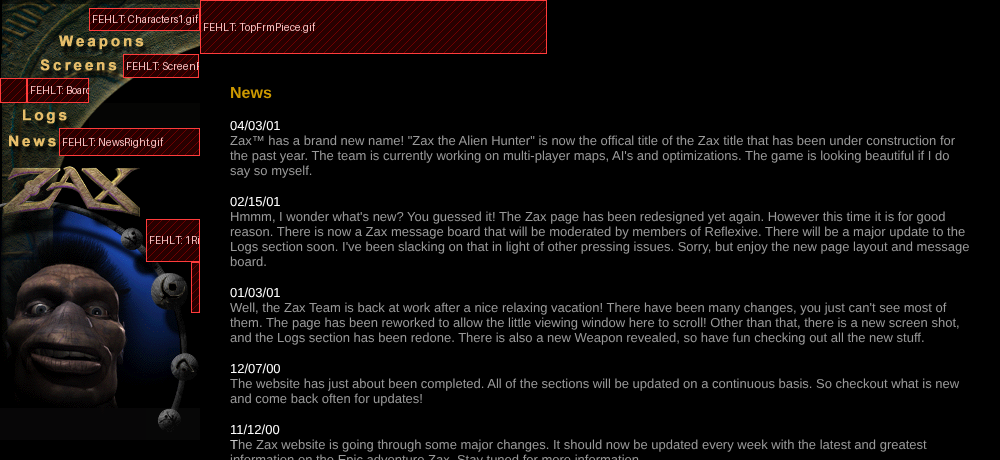 FEHLT: Characters1.gif
FEHLT: TopFrmPiece.gif
Weapons
Screens
FEHLT:
FEHLT:
Logs
News
FEHLT: NewsRight.gif
ZAX
FEHLT:
News
04/03/01
Zax™ has a brand new name! "Zax the Alien Hunter" is now the offical title of the Zax title that has been under construction for
the past year. The team is currently working on multi-player maps, AI's and optimizations. The game is looking beautiful if I do
say so myself.
02/15/01
Hmmm, I wonder what's new? You guessed it! The Zax page has been redesigned yet again. However this time it is for good
reason. There is now a Zax message board that will be moderated by members of Reflexive. There will be a major update to the
Logs section soon. I've been slacking on that in light of other pressing issues. Sorry, but enjoy the new page layout and message
board.
01/03/01
Well, the Zax Team is back at work after a nice relaxing vacation! There have been many changes, you just can't see most of
them. The page has been reworked to allow the little viewing window here to scroll! Other than that, there is a new screen shot,
and the Logs section has been redone. There is also a new Weapon revealed, so have fun checking out all the new stuff.
12/07/00
The website has just about been completed. All of the sections will be updated on a continuous basis. So checkout what is new
and come back often for updates!
11/12/00
The Zax website is going through some major changes. It should now be updated every week with the latest and greatest
information on the Epic adventure Zax. Stay tuned for more information.